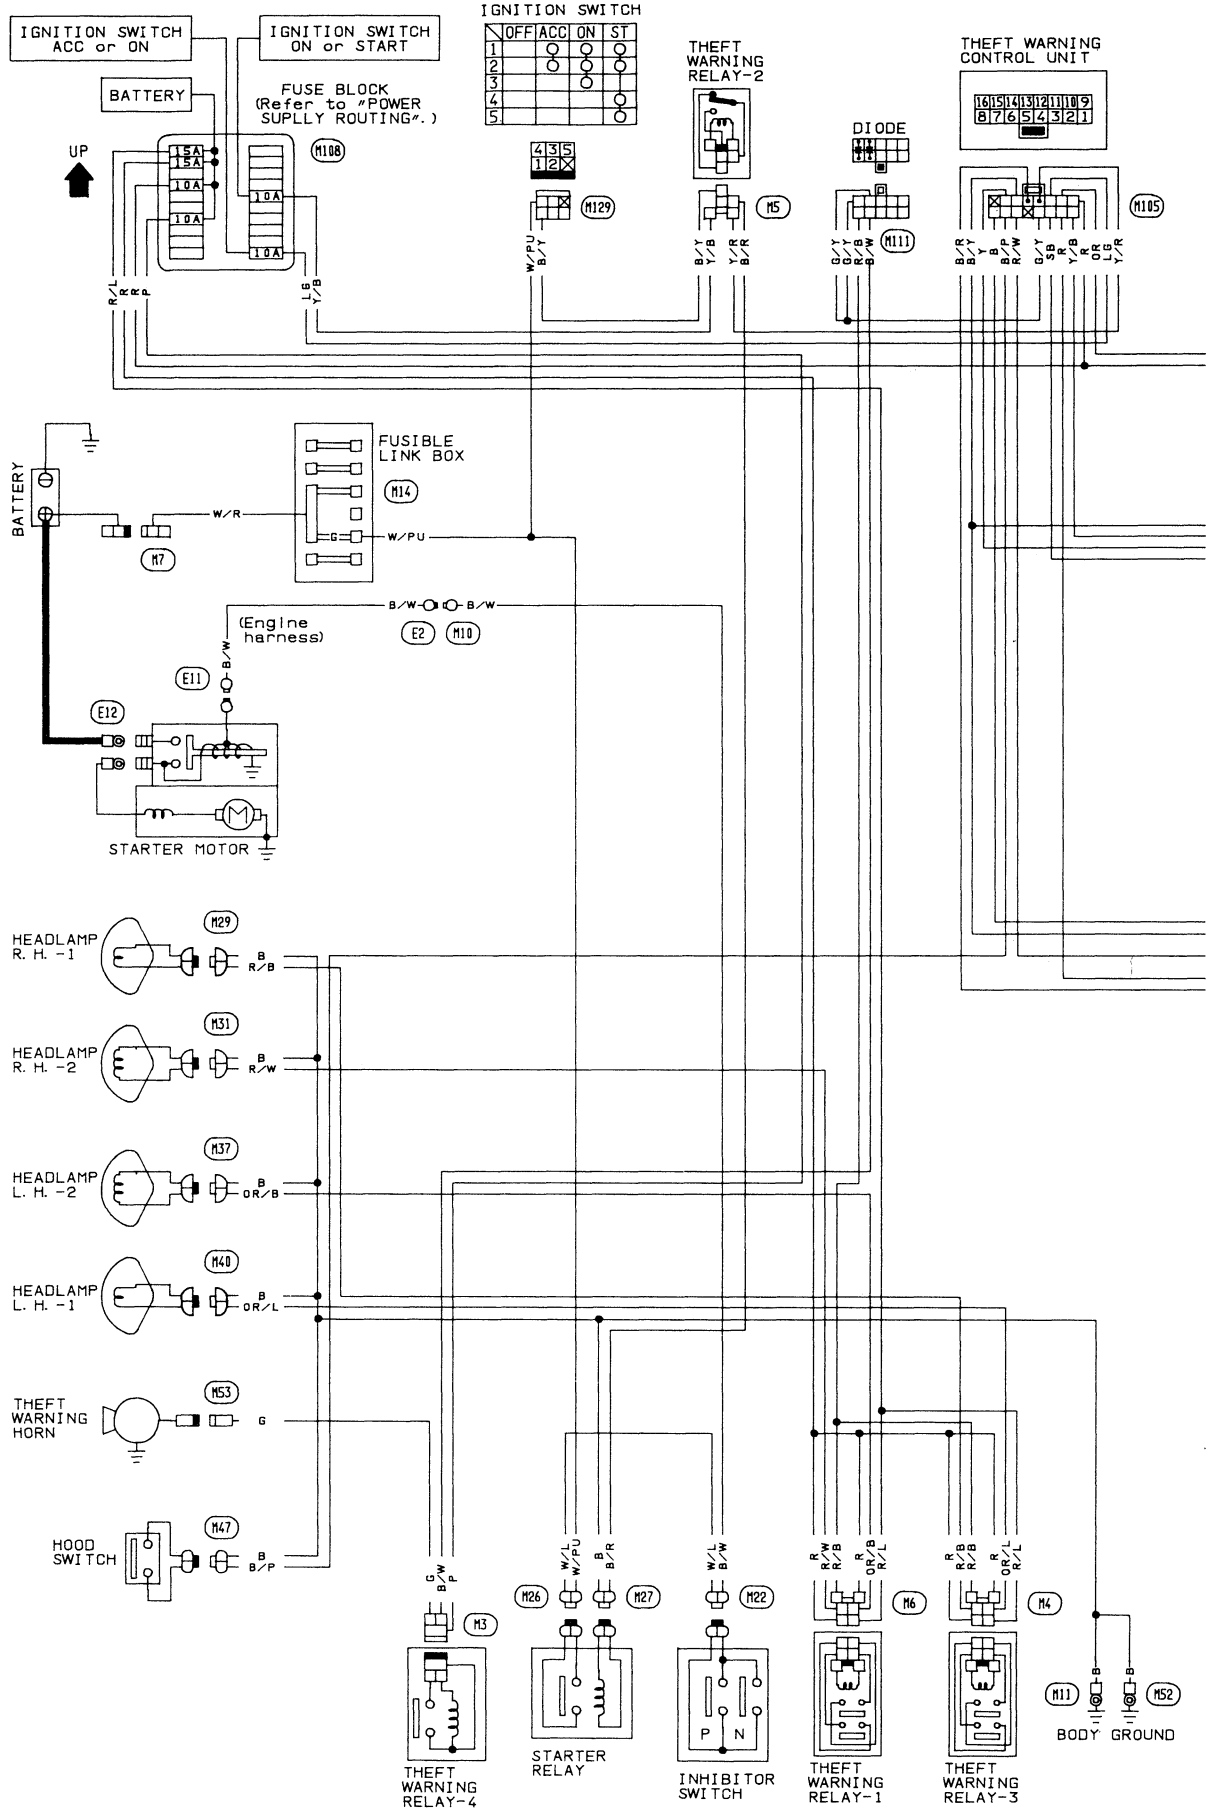 IGNITION SWITCH
ACC or ON
IGNITION SWITCH
ON or START
BATTERY
FUSE BLOCK
(Refer to "POWER
SUPLLY ROUTING".)
M108
UP
15A
15A
10A
10A
10A
10A
R/L
R
R
P
LG
Y/B
IGNITION SWITCH
OFF ACC ON ST
1
2
3
4
5
4 3 5
1 2
M129
W/PU
B/Y
THEFT
WARNING
RELAY-2
M5
B/Y
Y/B
Y/R
B/R
DIODE
M111
G/Y
G/Y
R/B
B/W
THEFT WARNING
CONTROL UNIT
16 15 14 13 12 11 10 9
8 7 6 5 4 3 2 1
M105
B/R
B/Y
Y
B
B/P
R/W
G/Y
SB
R
Y/B
R
OR
LG
Y/R
BATTERY
M7
W/R
FUSIBLE
LINK BOX
M14
G
W/PU
B/W
B/W
E2
M10
(Engine
harness)
B/W
E11
E12
M
STARTER MOTOR
HEADLAMP
R. H. -1
M29
B
R/B
HEADLAMP
R. H. -2
M31
B
R/W
HEADLAMP
L. H. -2
M37
B
OR/B
HEADLAMP
L. H. -1
M40
B
OR/L
THEFT
WARNING
HORN
M53
G
HOOD
SWITCH
M47
B
B/P
G
B/W
P
M3
THEFT
WARNING
RELAY-4
W/L
W/PU
B
B/R
M26
M27
STARTER
RELAY
W/L
B/W
M22
P N
INHIBITOR
SWITCH
R
R/W
R/B
R
OR/B
R/L
M6
THEFT
WARNING
RELAY-1
R
R/B
R/B
R
OR/L
R/L
M4
THEFT
WARNING
RELAY-3
B
B
M11
M52
BODY GROUND